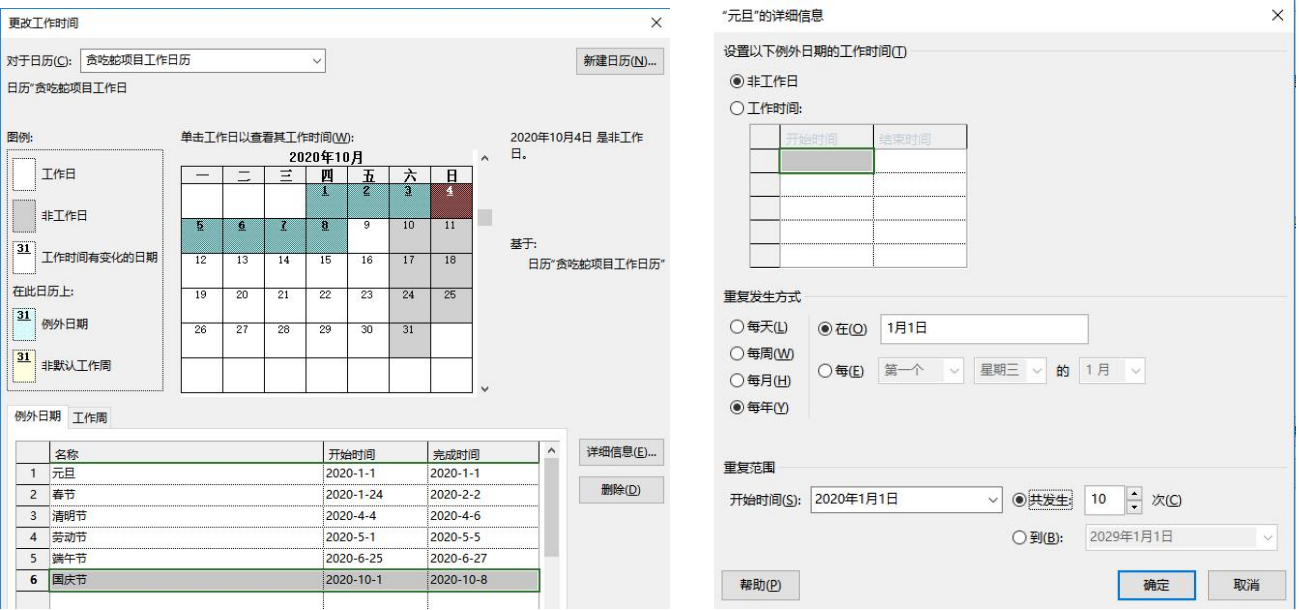 更改工作时间
对于日历(C):
贪吃蛇项目工作日历
新建日历(N)...
日历"贪吃蛇项目工作日
图例:
工作日
非工作日
31
工作时间有变化的日期
在此日历上:
31
例外日期
31
非默认工作周
单击工作日以查看其工作时间(W):
2020年10月
一 二 三 四 五 六 日
1 2 3 4
5 6 7 8 9 10 11
12 13 14 15 16 17 18
19 20 21 22 23 24 25
26 27 28 29 30 31
2020年10月4日 是非工作
日。
基于:
日历"贪吃蛇项目工作日历"
例外日期 工作周
名称 开始时间 完成时间
1 元旦 2020-1-1 2020-1-1
2 春节 2020-1-24 2020-2-2
3 清明节 2020-4-4 2020-4-6
4 劳动节 2020-5-1 2020-5-5
5 端午节 2020-6-25 2020-6-27
6 国庆节 2020-10-1 2020-10-8
详细信息(E)...
删除(D)
"元旦"的详细信息
设置以下例外日期的工作时间(T)
非工作日
工作时间:
开始时间 结束时间
重复发生方式
每天(L)
每周(W)
每月(H)
每年(Y)
在(O) 1月1日
每(E) 第一个 星期三 的 1 月
重复范围
开始时间(S): 2020年1月1日 共发生: 10 次(C)
到(B): 2029年1月1日
帮助(P) 确定 取消